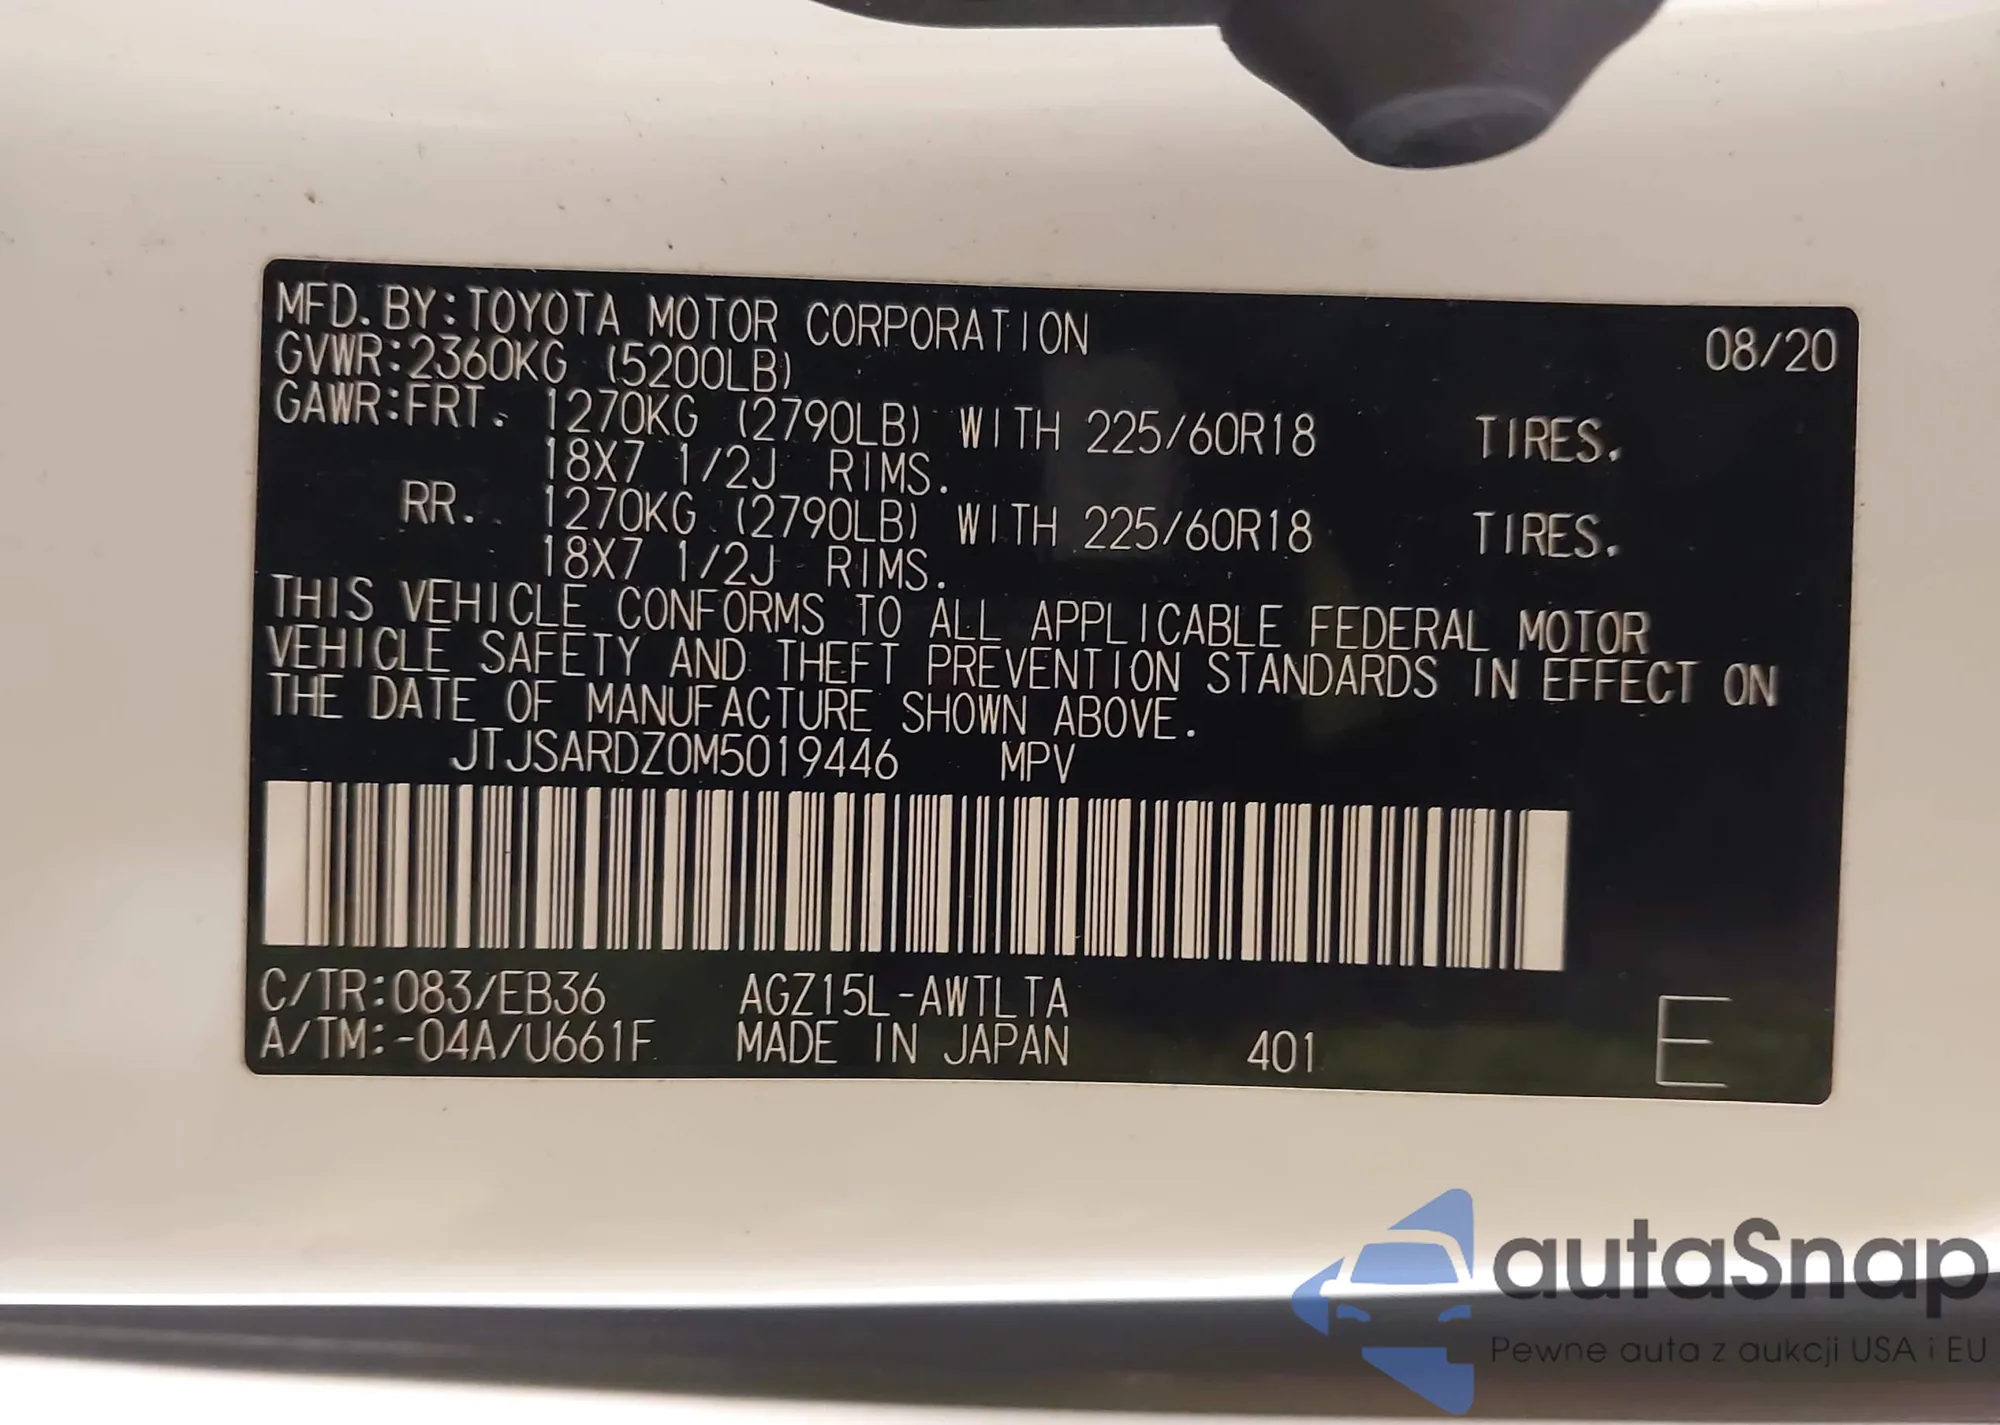 MFD. BY:TOYOTA MOTOR CORPORATION 08/20
GVWR:2360KG (5200LB)
GAWR:FRT. 1270KG (2790LB) WITH 225/60R18 TIRES.
18X7 1/2J RIMS.
RR. 1270KG (2790LB) WITH 225/60R18 TIRES.
18X7 1/2J RIMS.
THIS VEHICLE CONFORMS TO ALL APPLICABLE FEDERAL MOTOR
VEHICLE SAFETY AND THEFT PREVENTION STANDARDS IN EFFECT ON
THE DATE OF MANUFACTURE SHOWN ABOVE.
JTJSARDZ0M5019446 MPV
C/TR:083/EB36 AGZ15L-AWTLTA
A/TM:-04A/U661F MADE IN JAPAN 401 E
autaSnap
Pewne auta z aukcji USA i EU